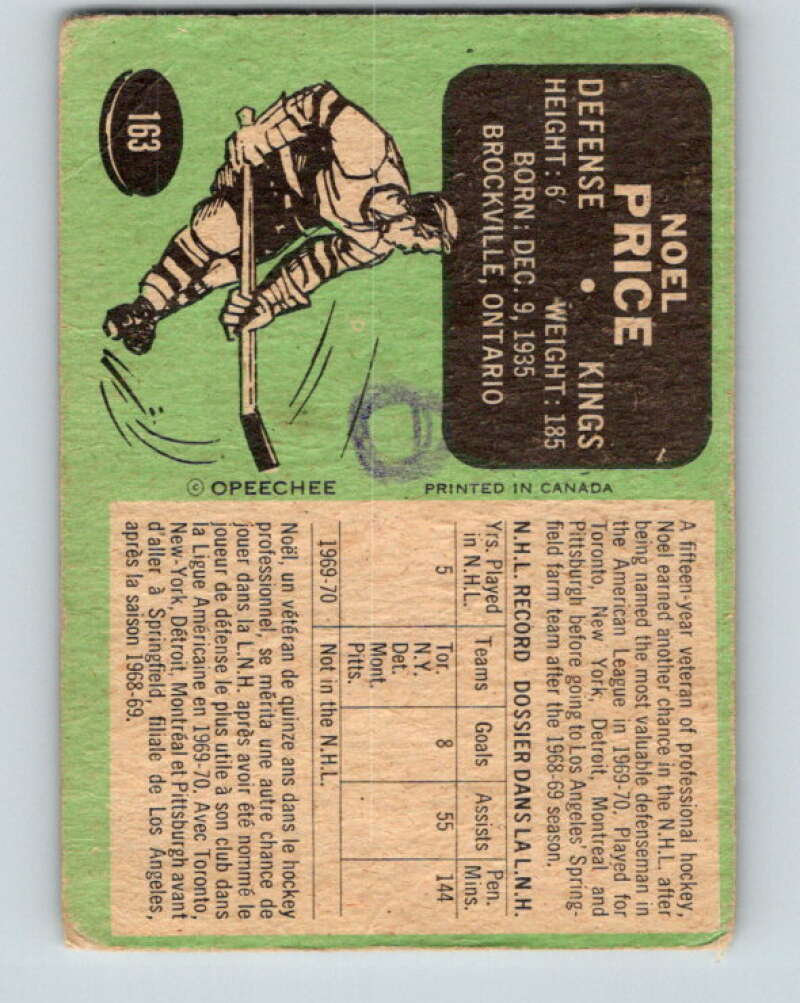 163
NOEL
PRICE
DEFENSE • KINGS
HEIGHT: 6' WEIGHT: 185
BORN: DEC. 9, 1935
BROCKVILLE, ONTARIO
© OPEECHEE
PRINTED IN CANADA
A fifteen-year veteran of professional hockey,
Noel earned another chance in the N.H.L. after
being named the most valuable defenseman in
the American League in 1969-70. Played for
Toronto, New York, Detroit, Montreal and
Pittsburgh before going to Los Angeles' Spring-
field farm team after the 1968-69 season.
N.H.L. RECORD DOSSIER DANS LA L.N.H.
Yrs. Played in N.H.L. Teams Goals Assists Pen. Mins.
5 Tor. 8 55 144
N.Y.
Det.
Mont.
Pitts.
1969-70 Not in the N.H.L.
Noël, un vétéran de quinze ans dans le hockey
professionnel, se mérita une autre chance de
jouer dans la L.N.H. après avoir été nommé le
joueur de défense le plus utile à son club dans
la Ligue Américaine en 1969-70. Avec Toronto,
New-York, Détroit, Montréal et Pittsburgh avant
d'aller à Springfield, filiale de Los Angeles,
après la saison 1968-69.